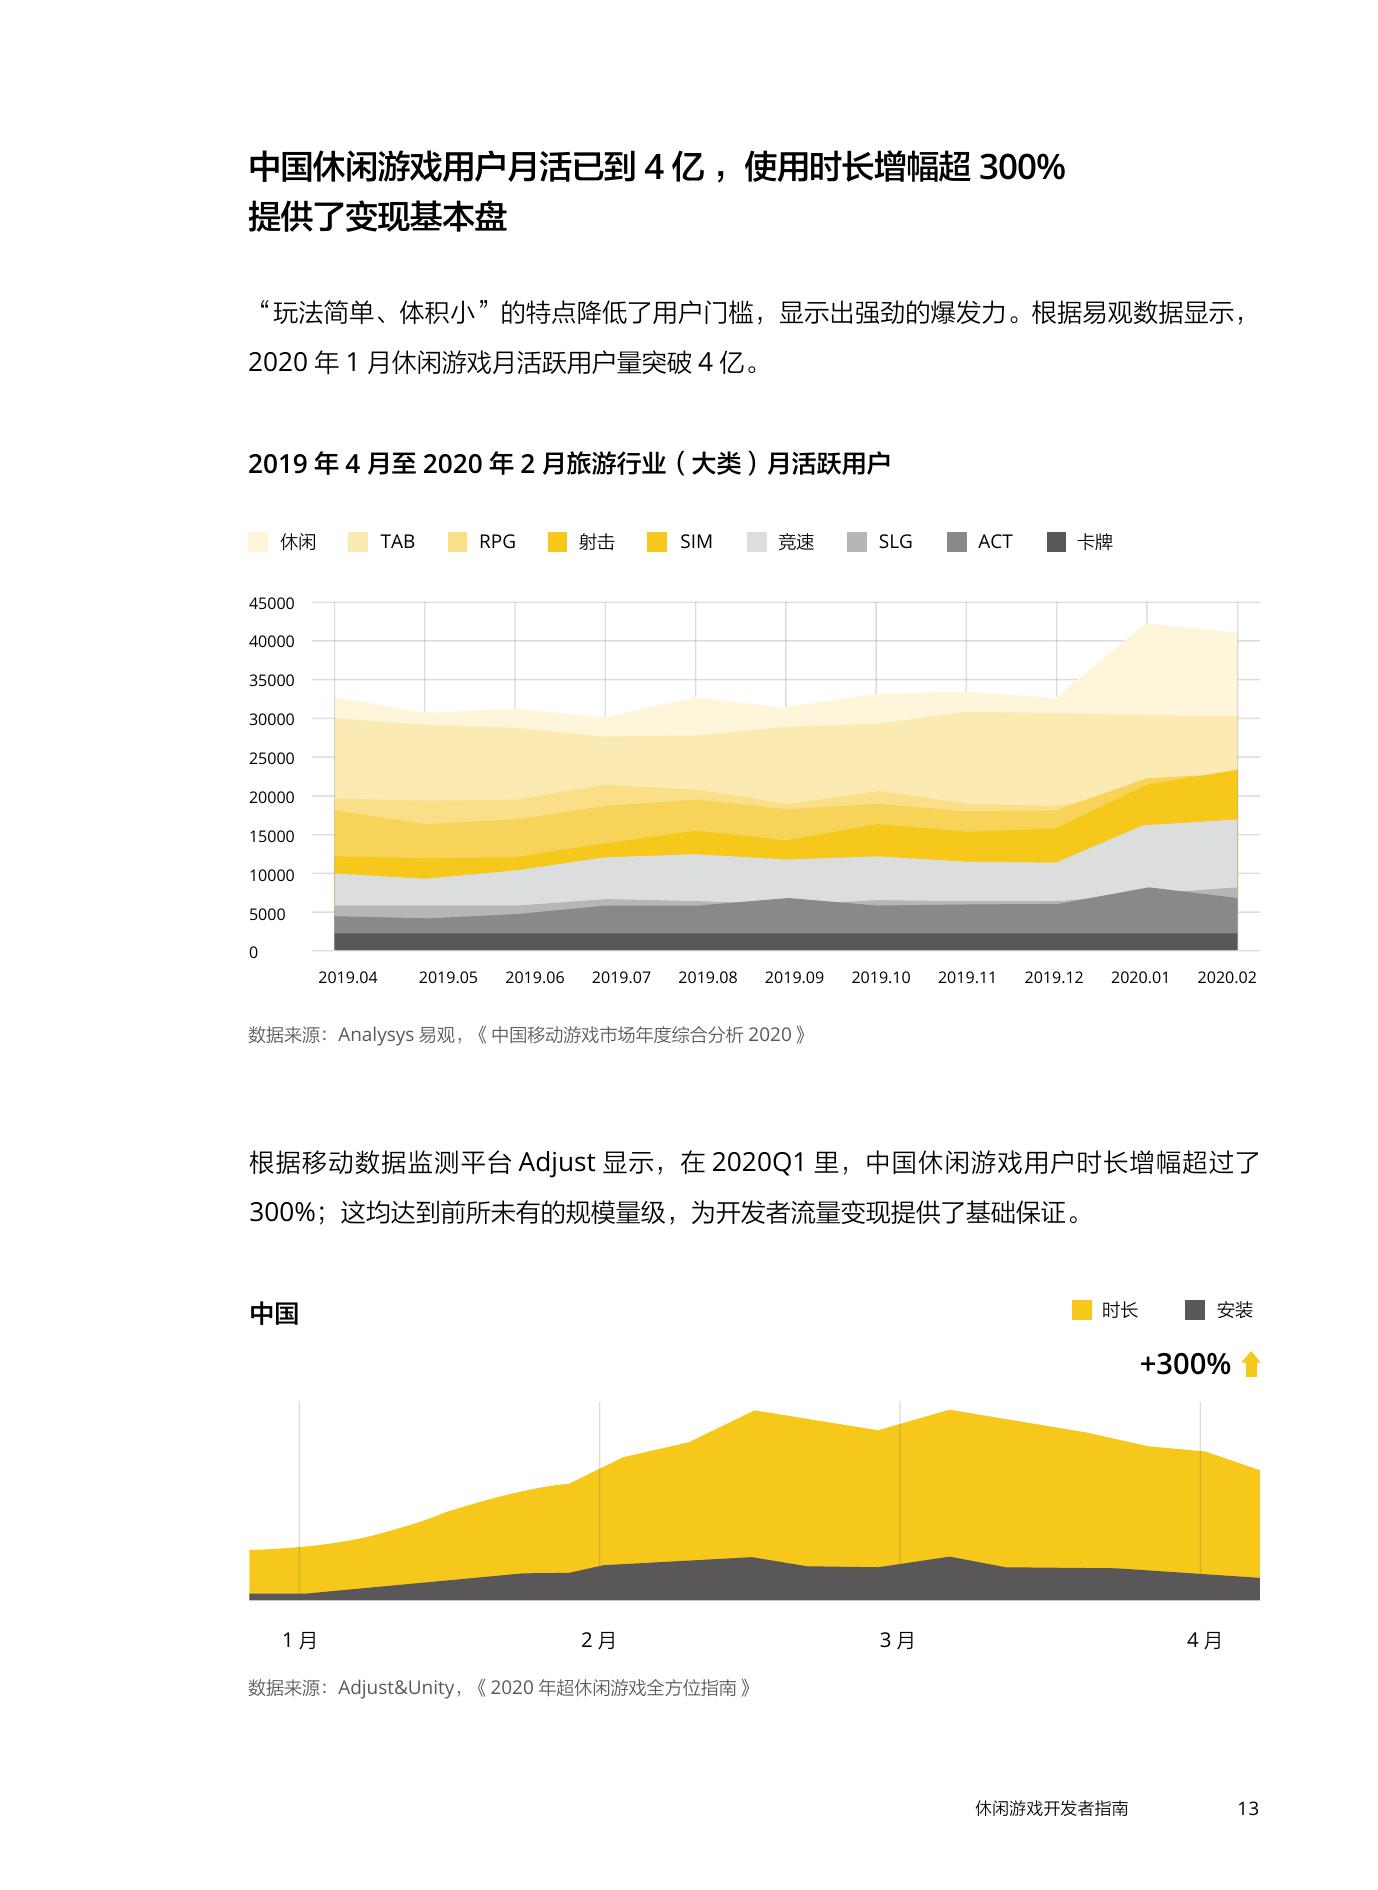 中国休闲游戏用户月活已到 4 亿 ，使用时长增幅超 300%
提供了变现基本盘
“玩法简单、体积小”的特点降低了用户门槛，显示出强劲的爆发力。根据易观数据显示，
2020 年 1 月休闲游戏月活跃用户量突破 4 亿。
2019 年 4 月至 2020 年 2 月旅游行业（大类）月活跃用户
休闲 TAB RPG 射击 SIM 竞速 SLG ACT 卡牌
45000
40000
35000
30000
25000
20000
15000
10000
5000
0
2019.04 2019.05 2019.06 2019.07 2019.08 2019.09 2019.10 2019.11 2019.12 2020.01 2020.02
数据来源：Analysys 易观，《 中国移动游戏市场年度综合分析 2020 》
根据移动数据监测平台 Adjust 显示，在 2020Q1 里，中国休闲游戏用户时长增幅超过了
300%；这均达到前所未有的规模量级，为开发者流量变现提供了基础保证。
中国
时长 安装
+300%
1 月 2 月 3 月 4 月
数据来源：Adjust&Unity，《 2020 年超休闲游戏全方位指南 》
休闲游戏开发者指南 13